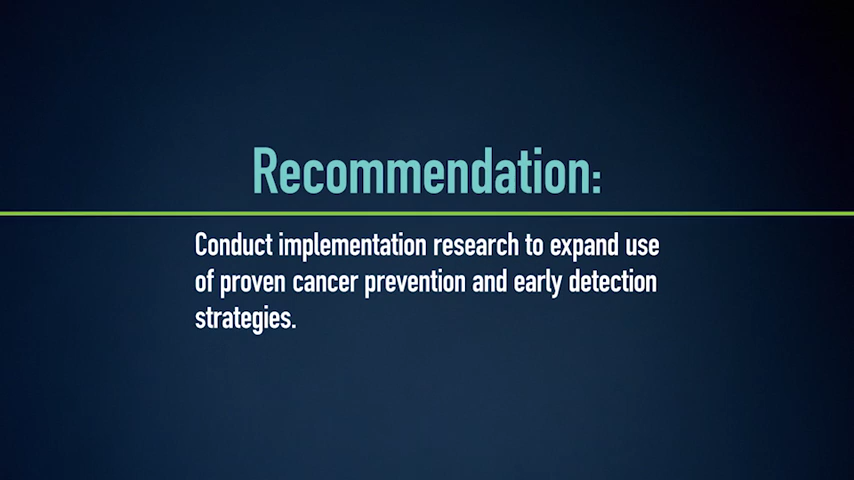 Recommendation:
Conduct implementation research to expand use
of proven cancer prevention and early detection
strategies.